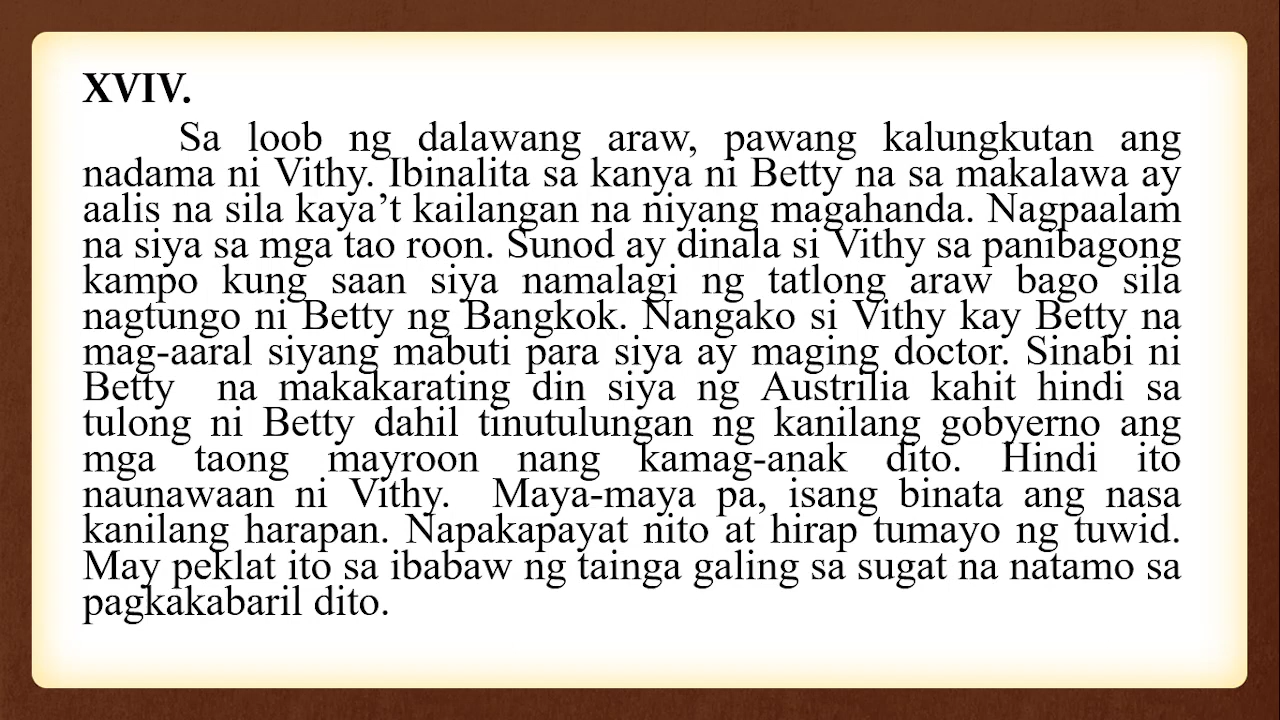 XVIV.
Sa loob ng dalawang araw, pawang kalungkutan ang
nadama ni Vithy. Ibinalita sa kanya ni Betty na sa makalawa ay
aalis na sila kaya’t kailangan na niyang magahanda. Nagpaalam
na siya sa mga tao roon. Sunod ay dinala si Vithy sa panibagong
kampo kung saan siya namalagi ng tatlong araw bago sila
nagtungo ni Betty ng Bangkok. Nangako si Vithy kay Betty na
mag-aaral siyang mabuti para siya ay maging doctor. Sinabi ni
Betty na makakarating din siya ng Austrilia kahit hindi sa
tulong ni Betty dahil tinutulungan ng kanilang gobyerno ang
mga taong mayroon nang kamag-anak dito. Hindi ito
naunawaan ni Vithy. Maya-maya pa, isang binata ang nasa
kanilang harapan. Napakapayat nito at hirap tumayo ng tuwid.
May peklat ito sa ibabaw ng tainga galing sa sugat na natamo sa
pagkakabaril dito.